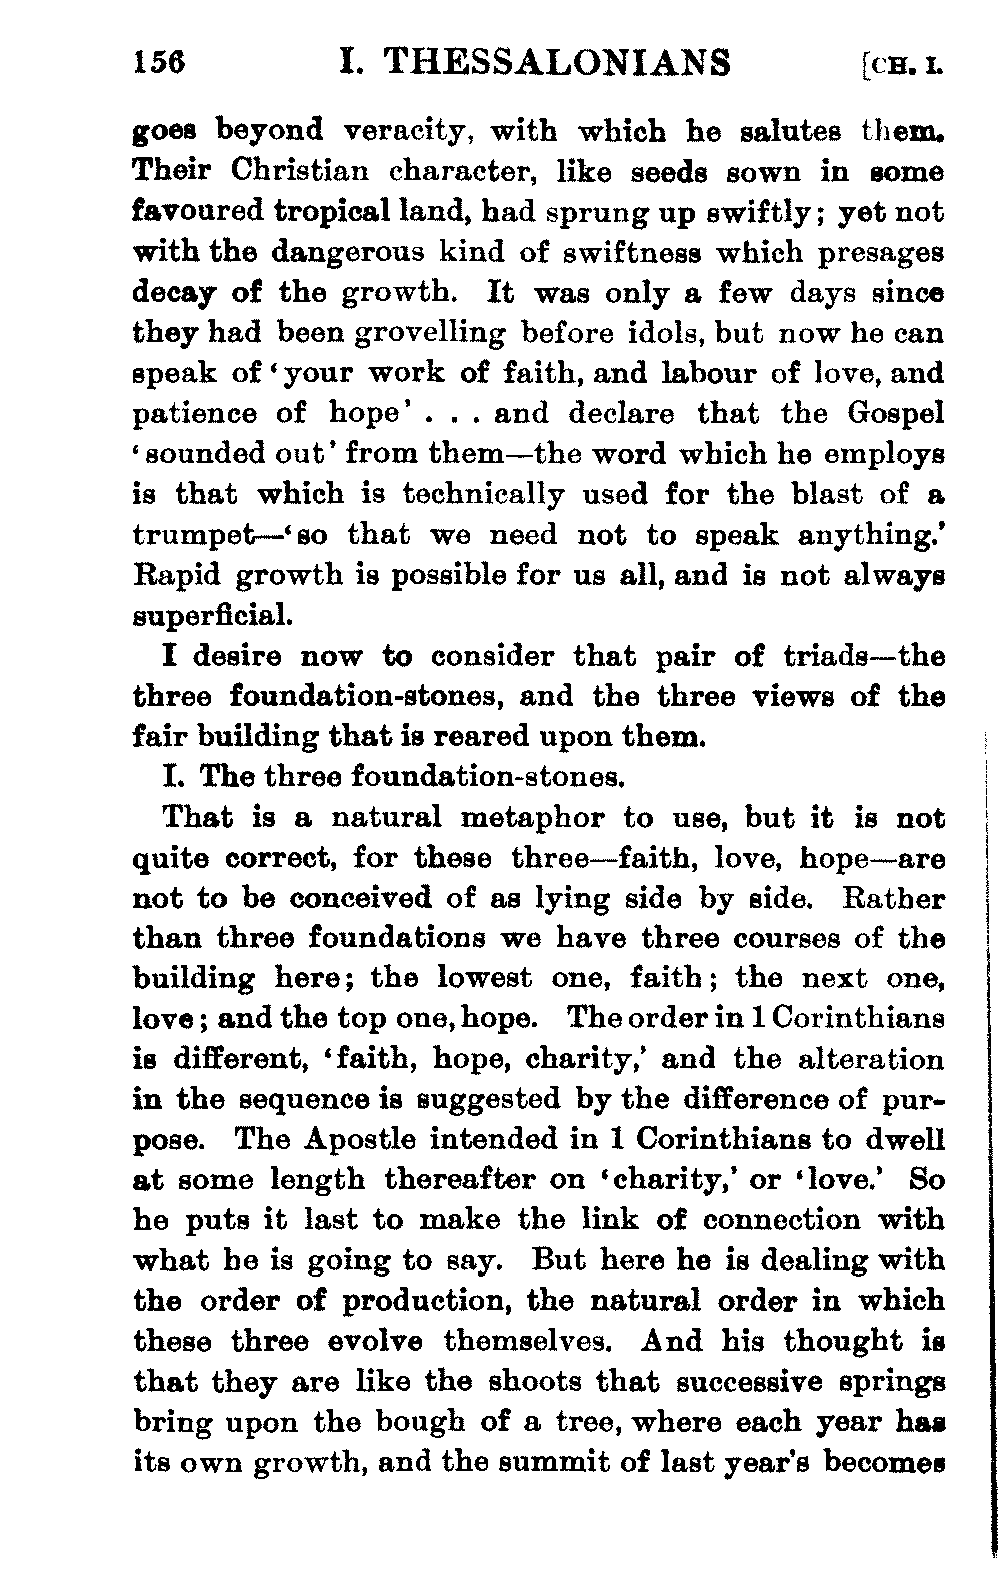 156 I. THESSALONIANS [CH. I.
goes beyond veracity, with which he salutes them.
Their Christian character, like seeds sown in some
favoured tropical land, had sprung up swiftly; yet not
with the dangerous kind of swiftness which presages
decay of the growth. It was only a few days since
they had been grovelling before idols, but now he can
speak of ‘your work of faith, and labour of love, and
patience of hope’ . . . and declare that the Gospel
‘sounded out’ from them—the word which he employs
is that which is technically used for the blast of a
trumpet—‘so that we need not to speak anything.’
Rapid growth is possible for us all, and is not always
superficial.
I desire now to consider that pair of triads—the
three foundation-stones, and the three views of the
fair building that is reared upon them.
I. The three foundation-stones.
That is a natural metaphor to use, but it is not
quite correct, for these three—faith, love, hope—are
not to be conceived of as lying side by side. Rather
than three foundations we have three courses of the
building here; the lowest one, faith; the next one,
love; and the top one, hope. The order in 1 Corinthians
is different, ‘faith, hope, charity,’ and the alteration
in the sequence is suggested by the difference of pur-
pose. The Apostle intended in 1 Corinthians to dwell
at some length thereafter on ‘charity,’ or ‘love.’ So
he puts it last to make the link of connection with
what he is going to say. But here he is dealing with
the order of production, the natural order in which
these three evolve themselves. And his thought is
that they are like the shoots that successive springs
bring upon the bough of a tree, where each year has
its own growth, and the summit of last year’s becomes